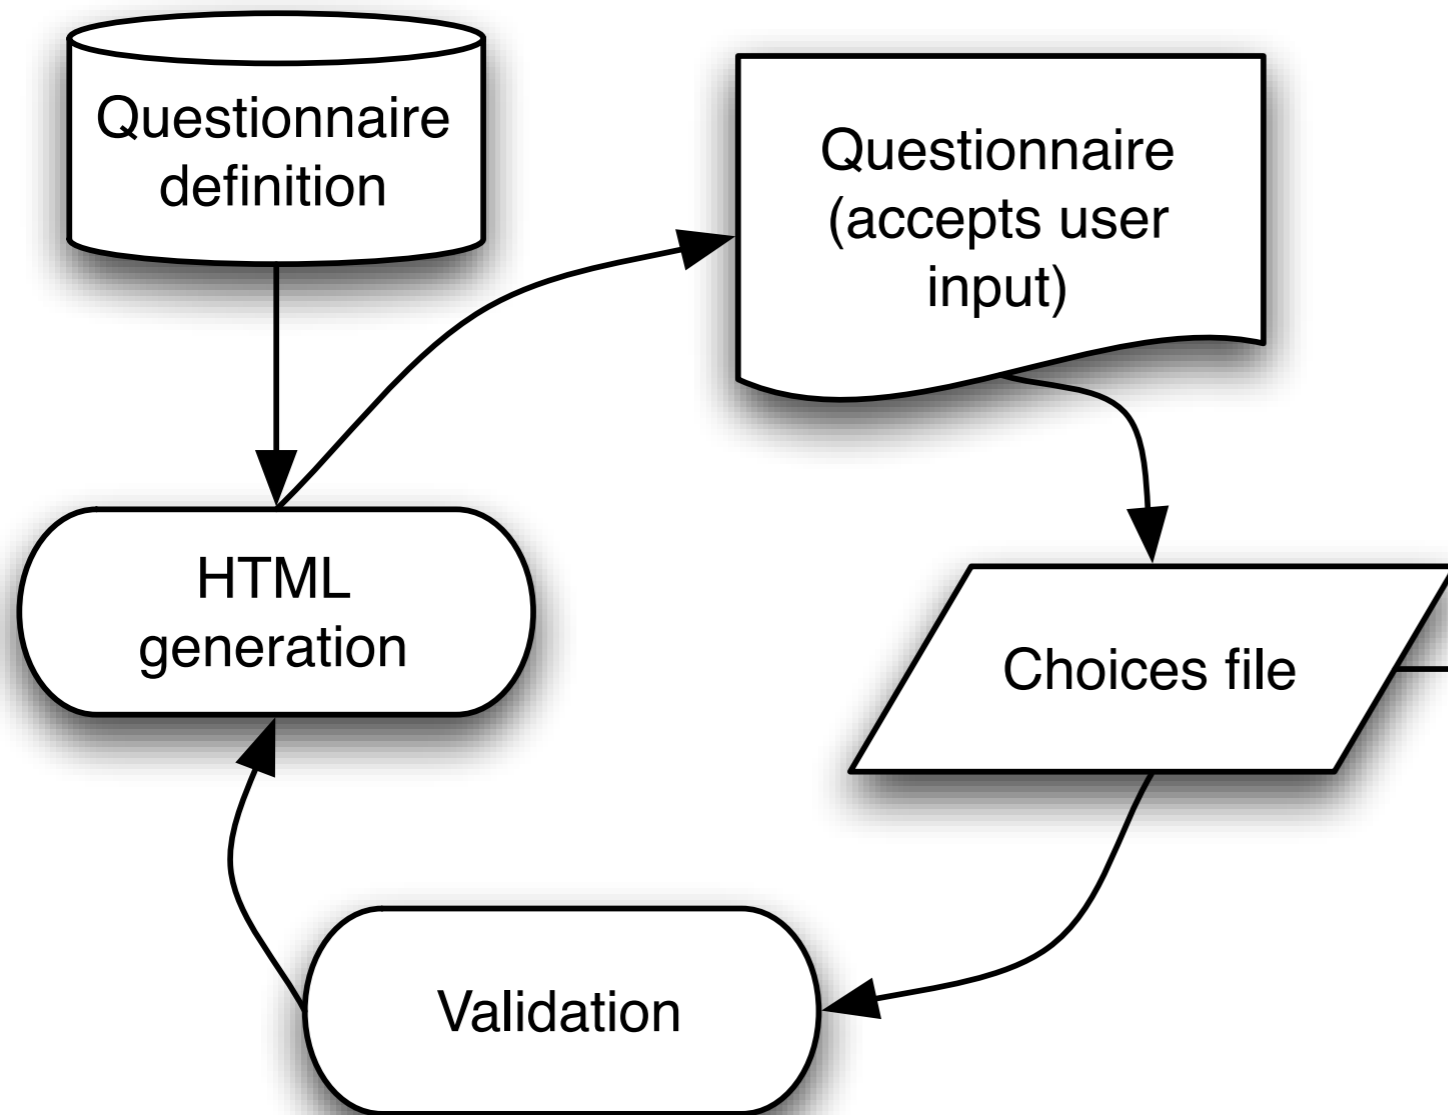 Questionnaire
definition
Questionnaire
(accepts user
input)
HTML
generation
Choices file
Validation